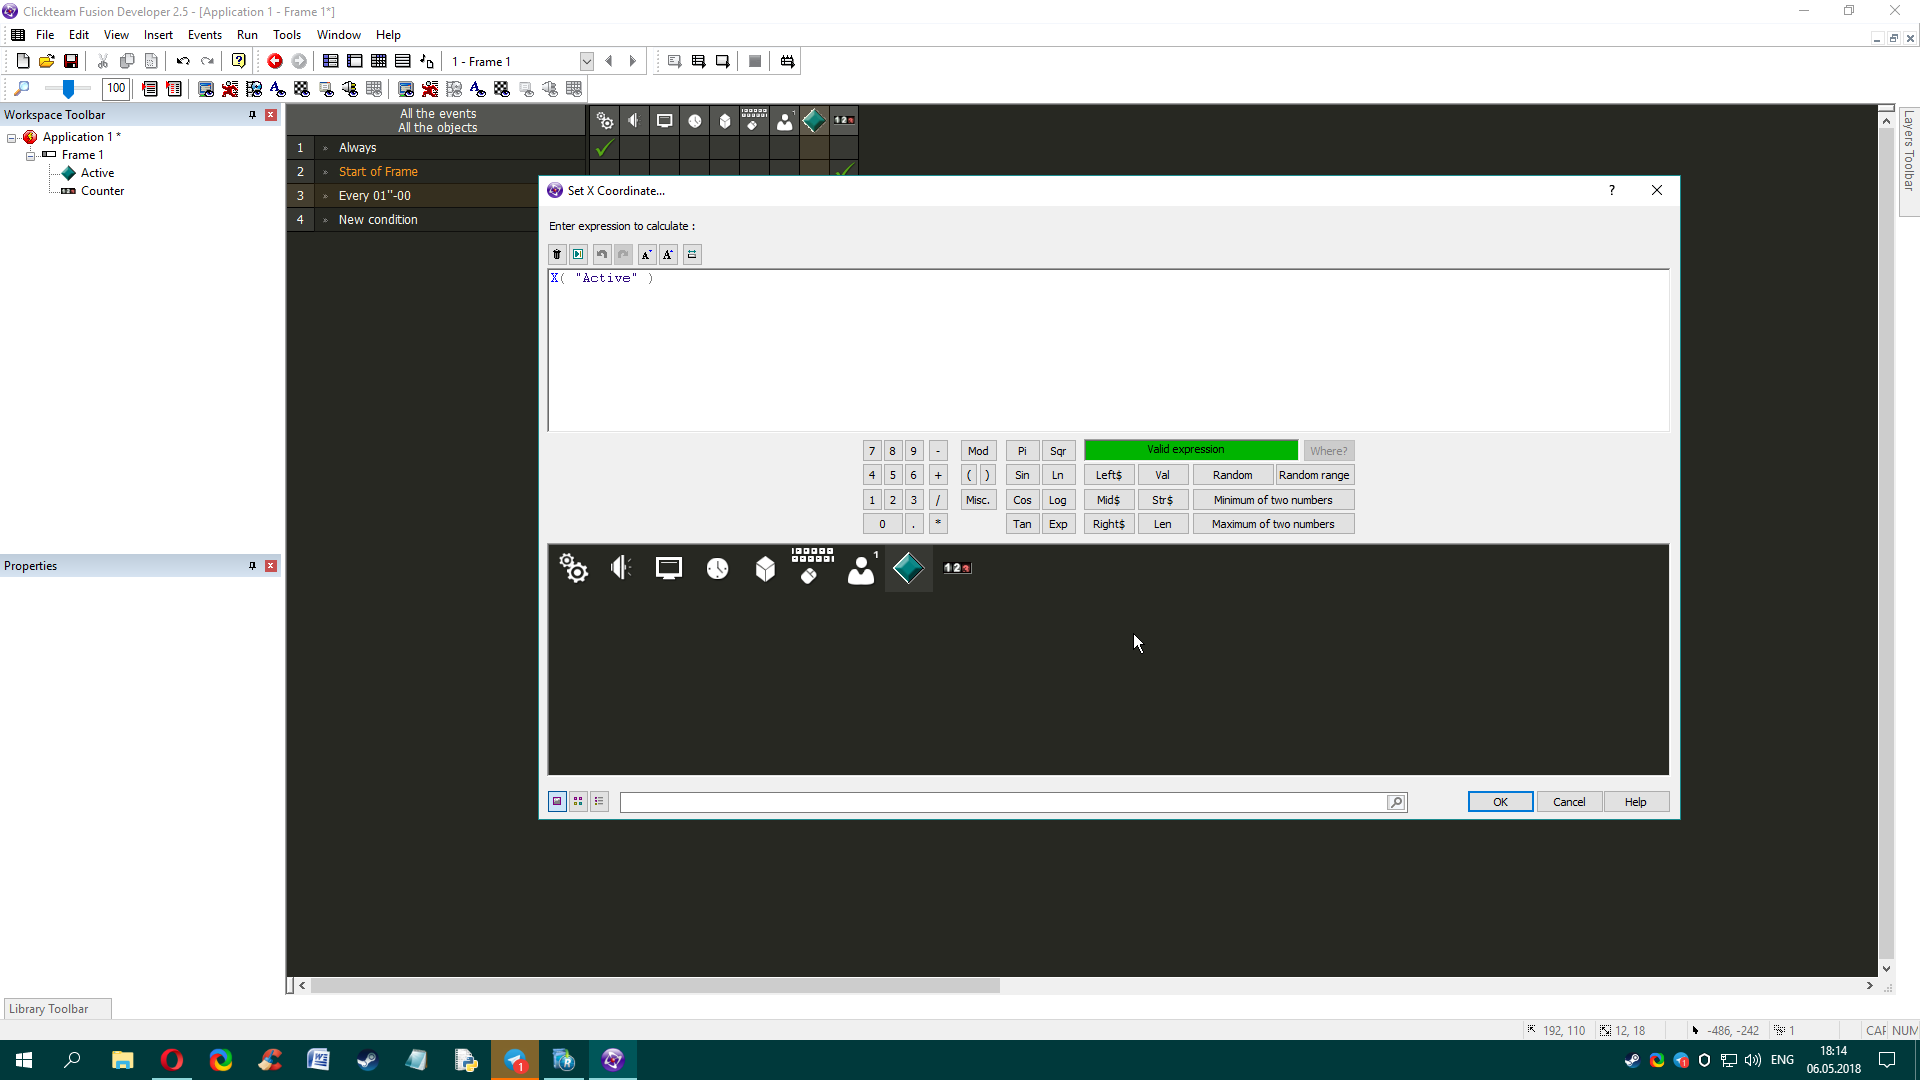 Clickteam Fusion Developer 2.5 - [Application 1 - Frame 1*]
File Edit View Insert Events Run Tools Window Help
1 - Frame 1
100
Workspace Toolbar
Application 1 *
Frame 1
Active
Counter
All the events
All the objects
1 Always
2 Start of Frame
3 Every 01"-00
4 New condition
Layers Toolbar
Set X Coordinate...
?
Enter expression to calculate :
X( "Active" )
7 8 9 - Mod Pi Sqr Valid expression Where?
4 5 6 + ( ) Sin Ln Left$ Val Random Random range
1 2 3 / Misc. Cos Log Mid$ Str$ Minimum of two numbers
0 . * Tan Exp Right$ Len Maximum of two numbers
OK Cancel Help
Properties
Library Toolbar
192, 110 12, 18 -486, -242 1 CAP NUM
ENG
18:14
06.05.2018